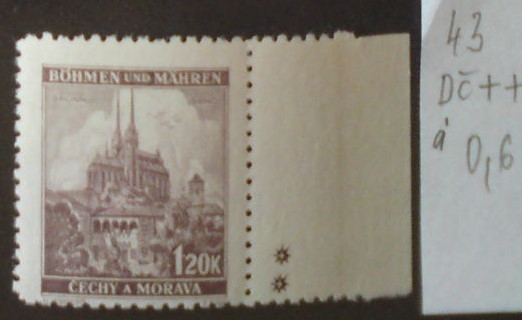 BÖHMEN UND MÄHREN
1.20K
ČECHY A MORAVA
43
DČ++
á 0,6